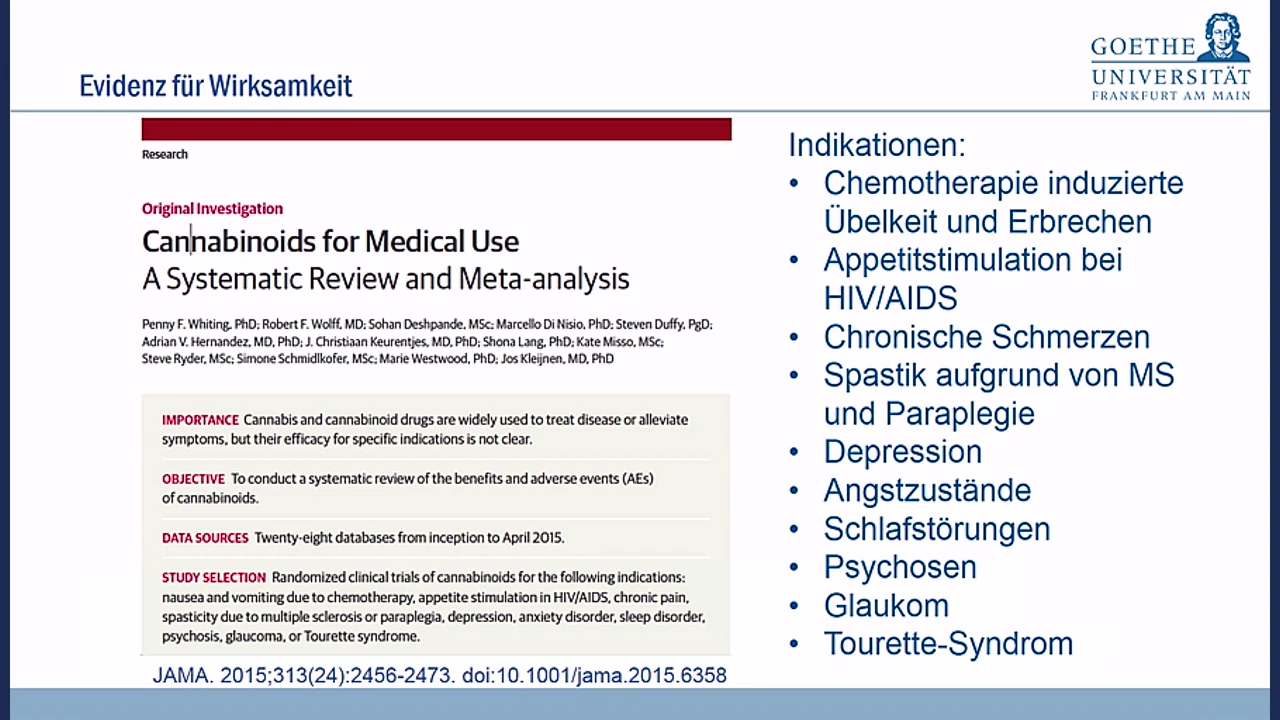 Evidenz für Wirksamkeit
GOETHE
UNIVERSITÄT
FRANKFURT AM MAIN
Research
Original Investigation
Cannabinoids for Medical Use
A Systematic Review and Meta-analysis
Penny F. Whiting, PhD; Robert F. Wolff, MD; Sohan Deshpande, MSc; Marcello Di Nisio, PhD; Steven Duffy, PgD;
Adrian V. Hernandez, MD, PhD; J. Christiaan Keurentjes, MD, PhD; Shona Lang, PhD; Kate Misso, MSc;
Steve Ryder, MSc; Simone Schmidlkofer, MSc; Marie Westwood, PhD; Jos Kleijnen, MD, PhD
IMPORTANCE Cannabis and cannabinoid drugs are widely used to treat disease or alleviate
symptoms, but their efficacy for specific indications is not clear.
OBJECTIVE To conduct a systematic review of the benefits and adverse events (AEs)
of cannabinoids.
DATA SOURCES Twenty-eight databases from inception to April 2015.
STUDY SELECTION Randomized clinical trials of cannabinoids for the following indications:
nausea and vomiting due to chemotherapy, appetite stimulation in HIV/AIDS, chronic pain,
spasticity due to multiple sclerosis or paraplegia, depression, anxiety disorder, sleep disorder,
psychosis, glaucoma, or Tourette syndrome.
JAMA. 2015;313(24):2456-2473. doi:10.1001/jama.2015.6358
Indikationen:
• Chemotherapie induzierte
Übelkeit und Erbrechen
• Appetitstimulation bei
HIV/AIDS
• Chronische Schmerzen
• Spastik aufgrund von MS
und Paraplegie
• Depression
• Angstzustände
• Schlafstörungen
• Psychosen
• Glaukom
• Tourette-Syndrom